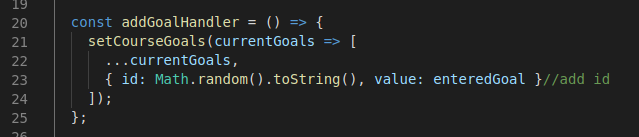 19
20 const addGoalHandler = () => {
21 setCourseGoals(currentGoals => [
22 ...currentGoals,
23 { id: Math.random().toString(), value: enteredGoal }//add id
24 ]);
25 };
26